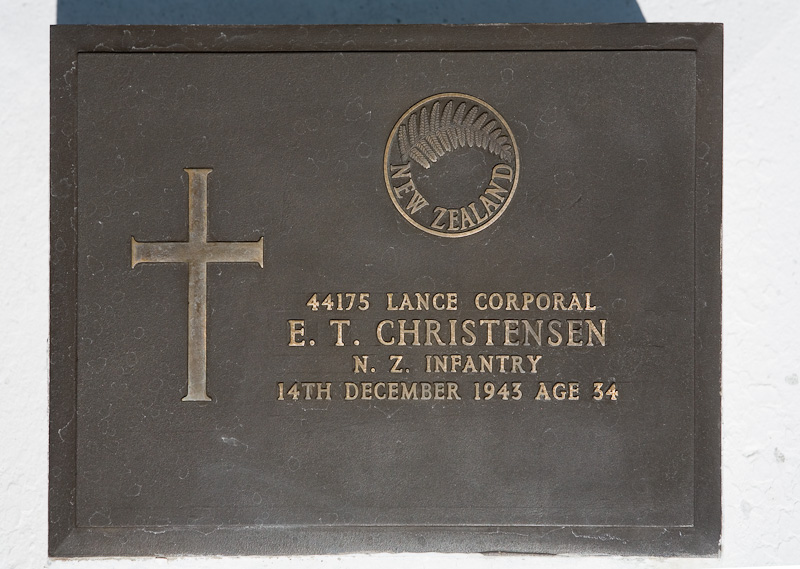 NEW ZEALAND
44175 LANCE CORPORAL
E. T. CHRISTENSEN
N. Z. INFANTRY
14TH DECEMBER 1943 AGE 34